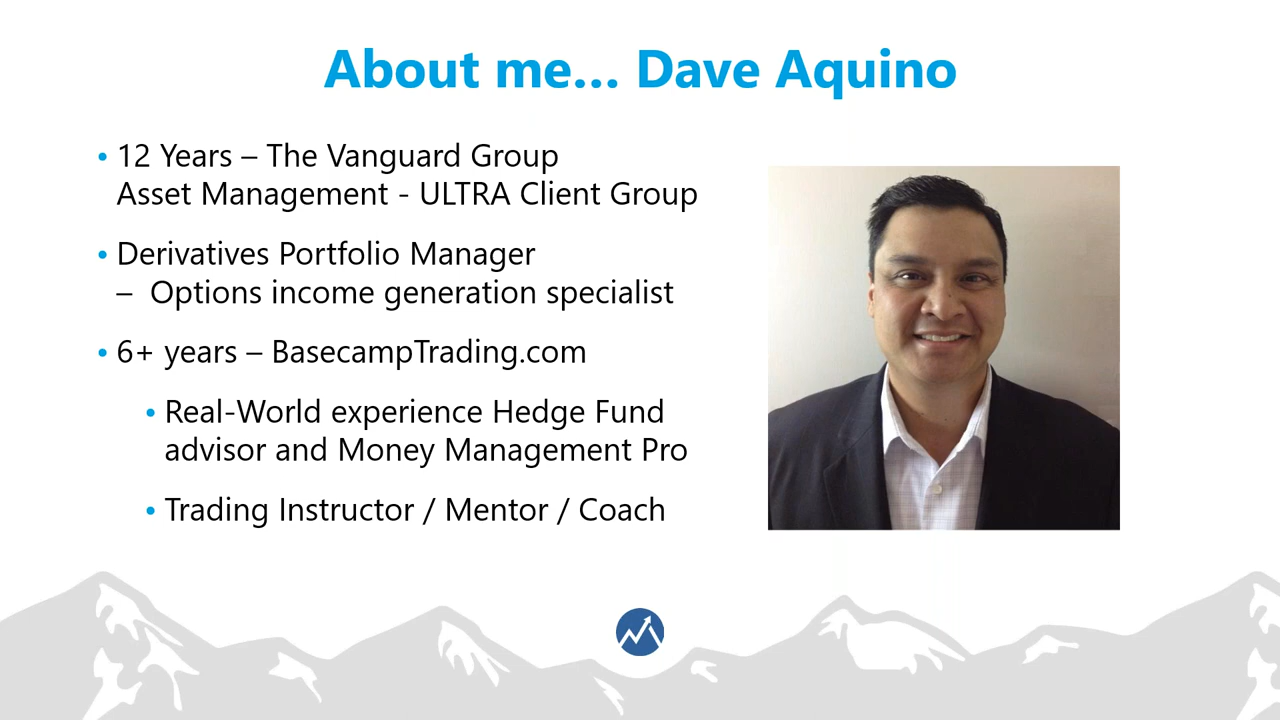 About me... Dave Aquino
• 12 Years – The Vanguard Group
Asset Management - ULTRA Client Group
• Derivatives Portfolio Manager
– Options income generation specialist
• 6+ years – BasecampTrading.com
• Real-World experience Hedge Fund
advisor and Money Management Pro
• Trading Instructor / Mentor / Coach